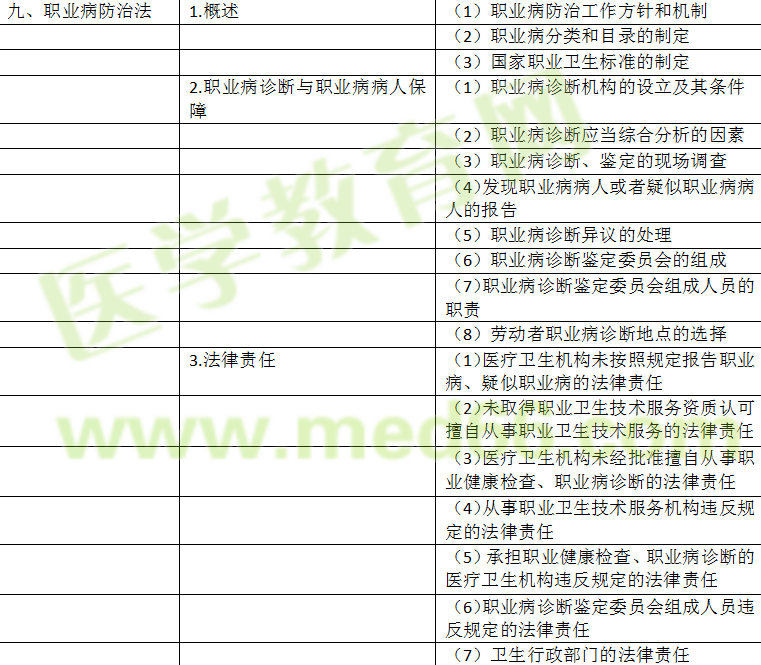 九、职业病防治法
1.概述
（1）职业病防治工作方针和机制
（2）职业病分类和目录的制定
（3）国家职业卫生标准的制定
2.职业病诊断与职业病病人保
障
（1）职业病诊断机构的设立及其条件
（2）职业病诊断应当综合分析的因素
（3）职业病诊断、鉴定的现场调查
（4）发现职业病病人或者疑似职业病病
人的报告
（5）职业病诊断异议的处理
（6）职业病诊断鉴定委员会的组成
（7）职业病诊断鉴定委员会组成人员的
职责
（8）劳动者职业病诊断地点的选择
3.法律责任
（1）医疗卫生机构未按照规定报告职业
病、疑似职业病的法律责任
（2）未取得职业卫生技术服务资质认可
擅自从事职业卫生技术服务的法律责任
（3）医疗卫生机构未经批准擅自从事职
业健康检查、职业病诊断的法律责任
（4）从事职业卫生技术服务机构违反规
定的法律责任
（5）承担职业健康检查、职业病诊断的
医疗卫生机构违反规定的法律责任
（6）职业病诊断鉴定委员会组成人员违
反规定的法律责任
（7）卫生行政部门的法律责任
医学教育网
www.med66.com